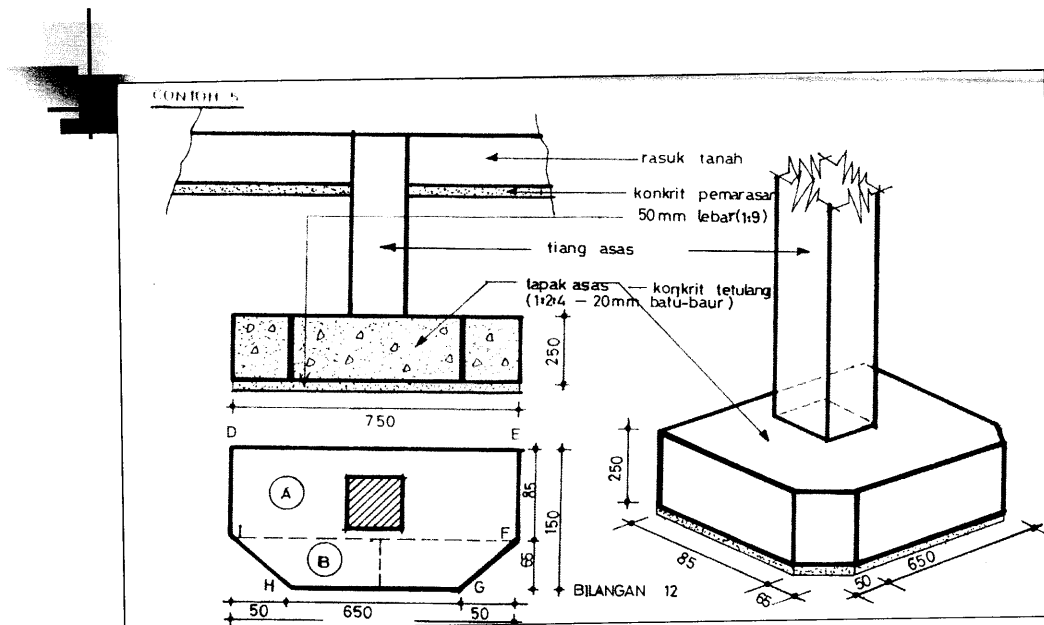 CONTOH 5
rasuk tanah
konkrit pemarasan
50mm lebar(1:9)
tiang asas
lapak asas — konkrit tetulang
(1:2:4 — 20mm batu-baur)
250
750
D
E
A
85
150
I
F
B
65
H
G
BILANGAN 12
50
650
50
250
85
65
50
650